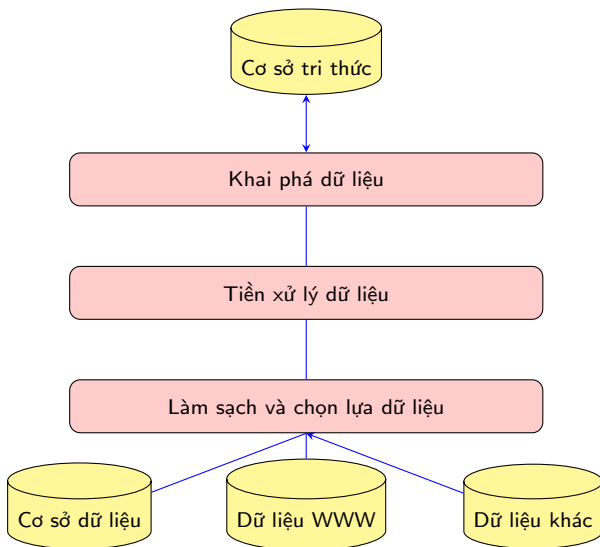 Cơ sở tri thức
Khai phá dữ liệu
Tiền xử lý dữ liệu
Làm sạch và chọn lựa dữ liệu
Cơ sở dữ liệu
Dữ liệu WWW
Dữ liệu khác